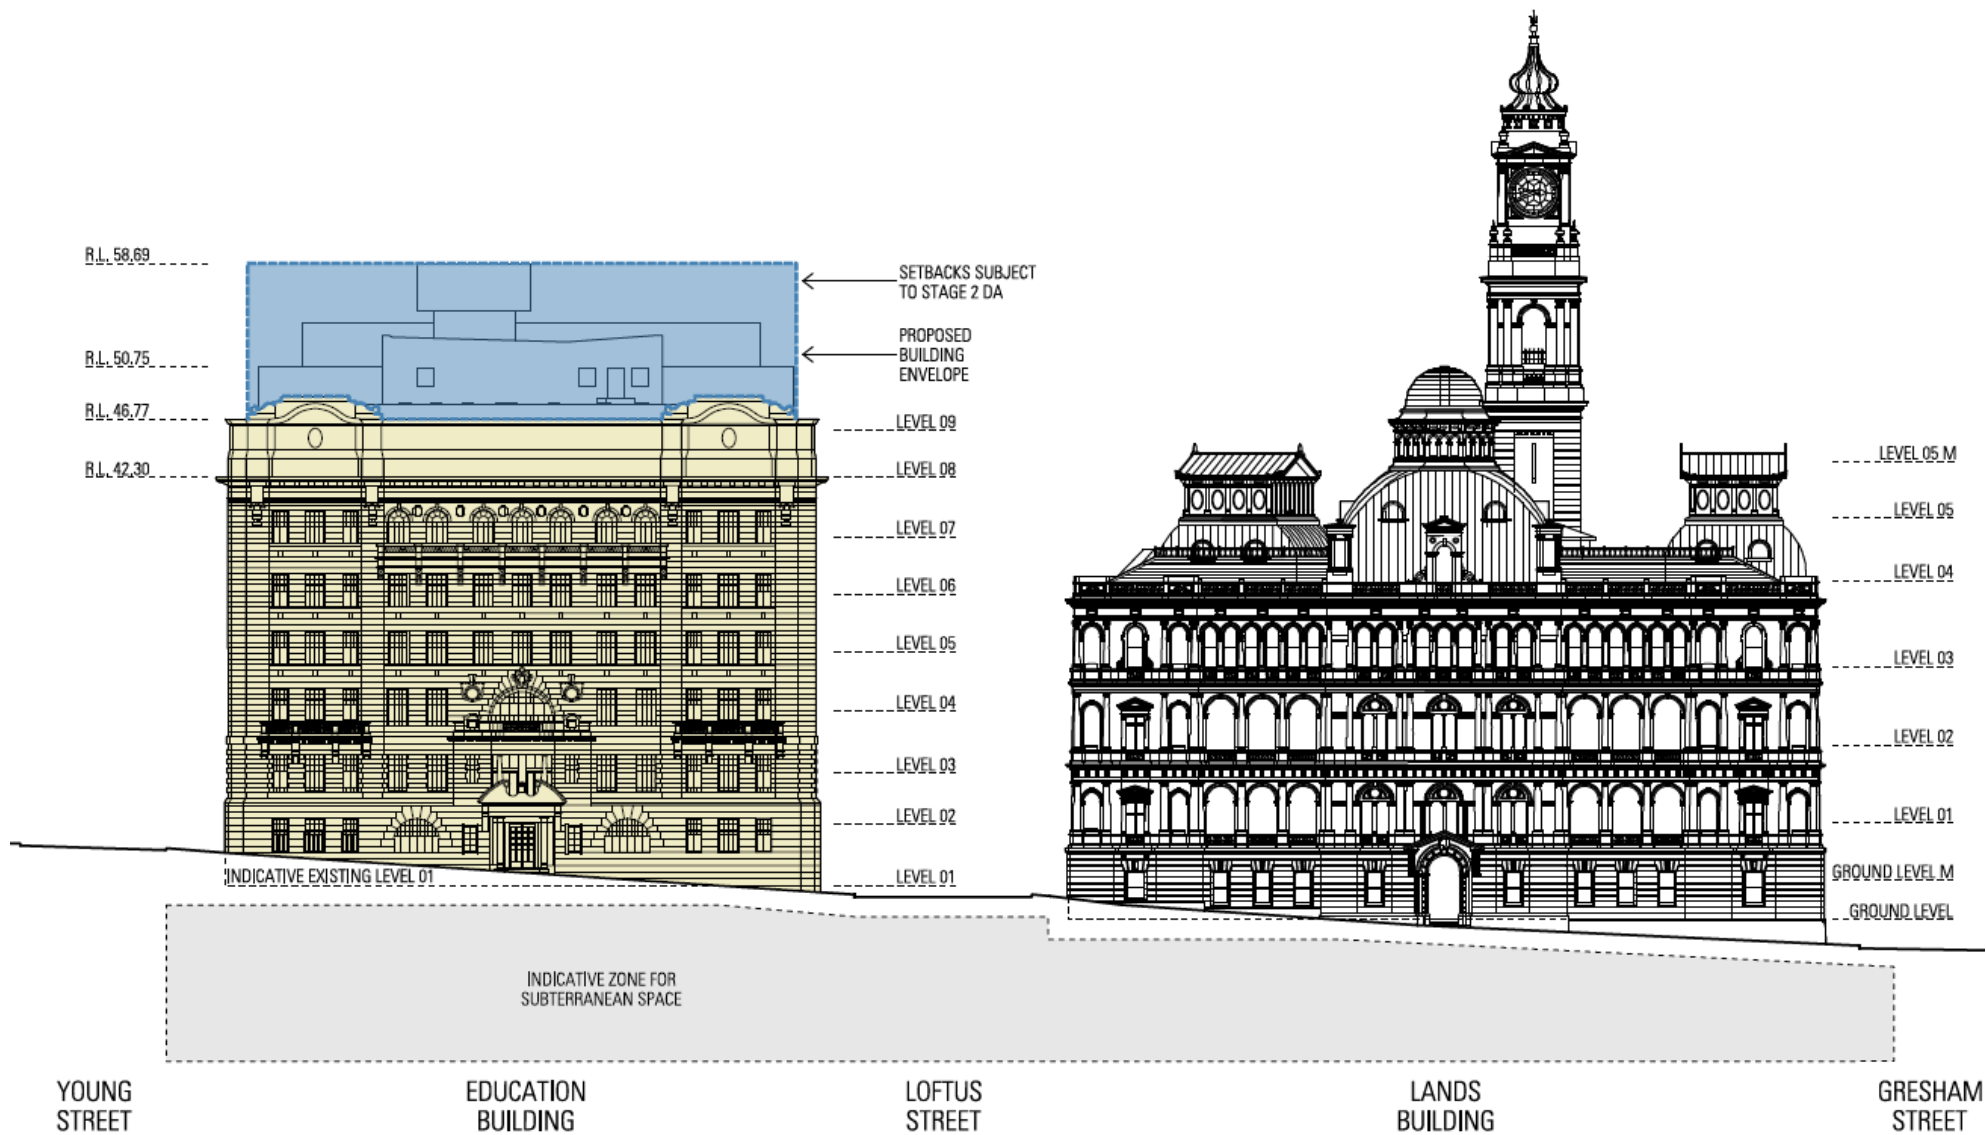 R.L. 58.69
R.L. 50.75
R.L. 46.77
R.L. 42.30
SETBACKS SUBJECT
TO STAGE 2 DA
PROPOSED
BUILDING
ENVELOPE
LEVEL 09
LEVEL 08
LEVEL 07
LEVEL 06
LEVEL 05
LEVEL 04
LEVEL 03
LEVEL 02
LEVEL 01
INDICATIVE EXISTING LEVEL 01
LEVEL 05 M
LEVEL 05
LEVEL 04
LEVEL 03
LEVEL 02
LEVEL 01
GROUND LEVEL M
GROUND LEVEL
INDICATIVE ZONE FOR
SUBTERRANEAN SPACE
YOUNG
STREET
EDUCATION
BUILDING
LOFTUS
STREET
LANDS
BUILDING
GRESHAM
STREET